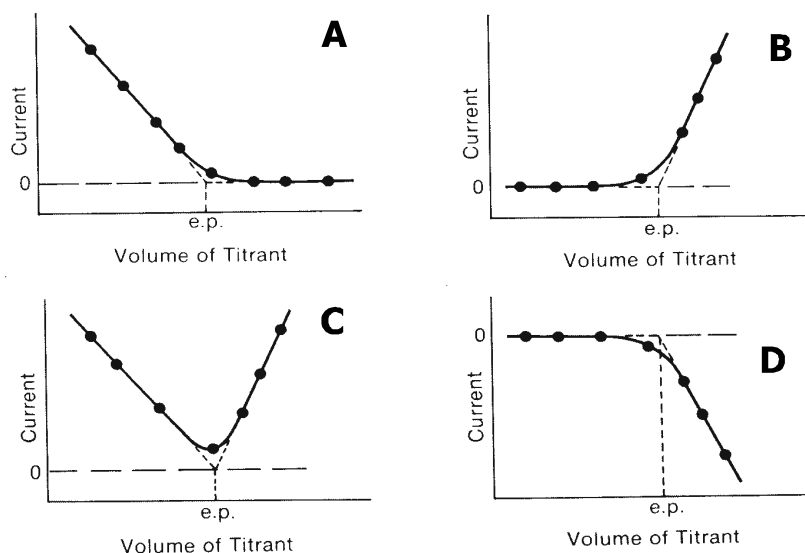 A
Current
0
e.p.
Volume of Titrant
B
Current
0
e.p.
Volume of Titrant
C
Current
0
e.p.
Volume of Titrant
D
0
Current
e.p.
Volume of Titrant